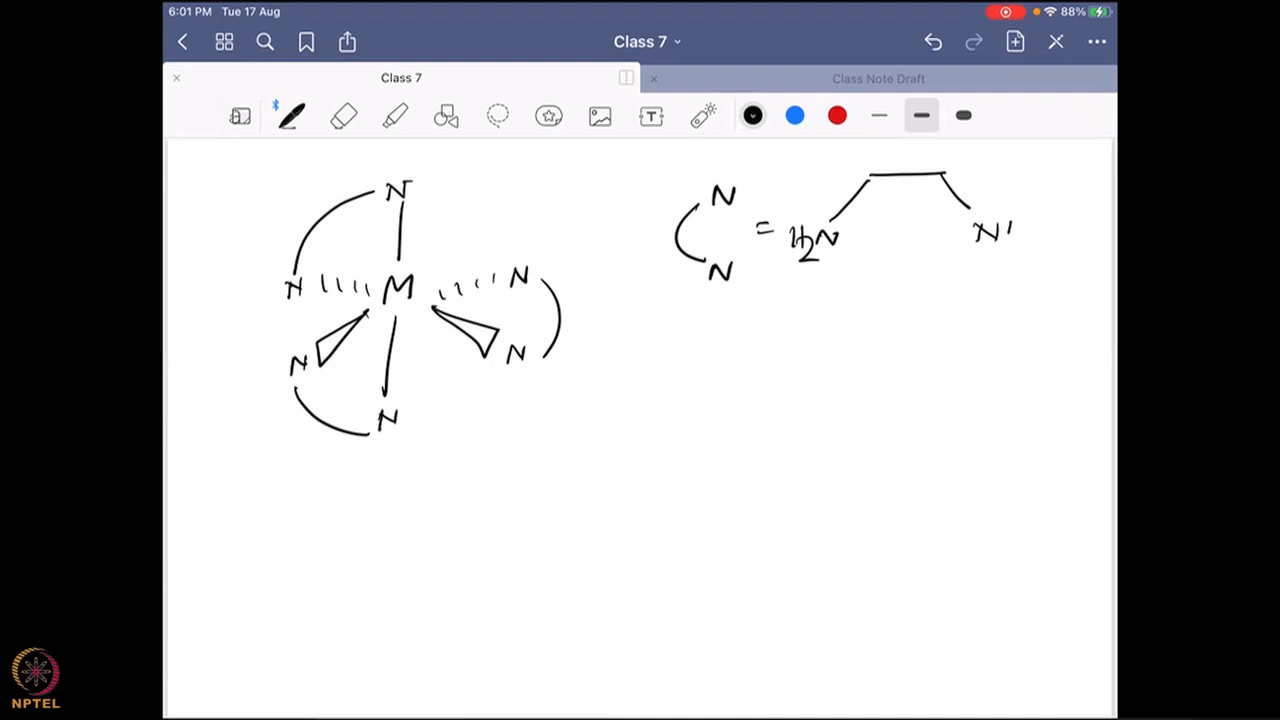 6:01 PM Tue 17 Aug
88%
Class 7
Class 7
Class Note Draft
T
N
N M N
N N
N
N
N
= H2N N
NPTEL